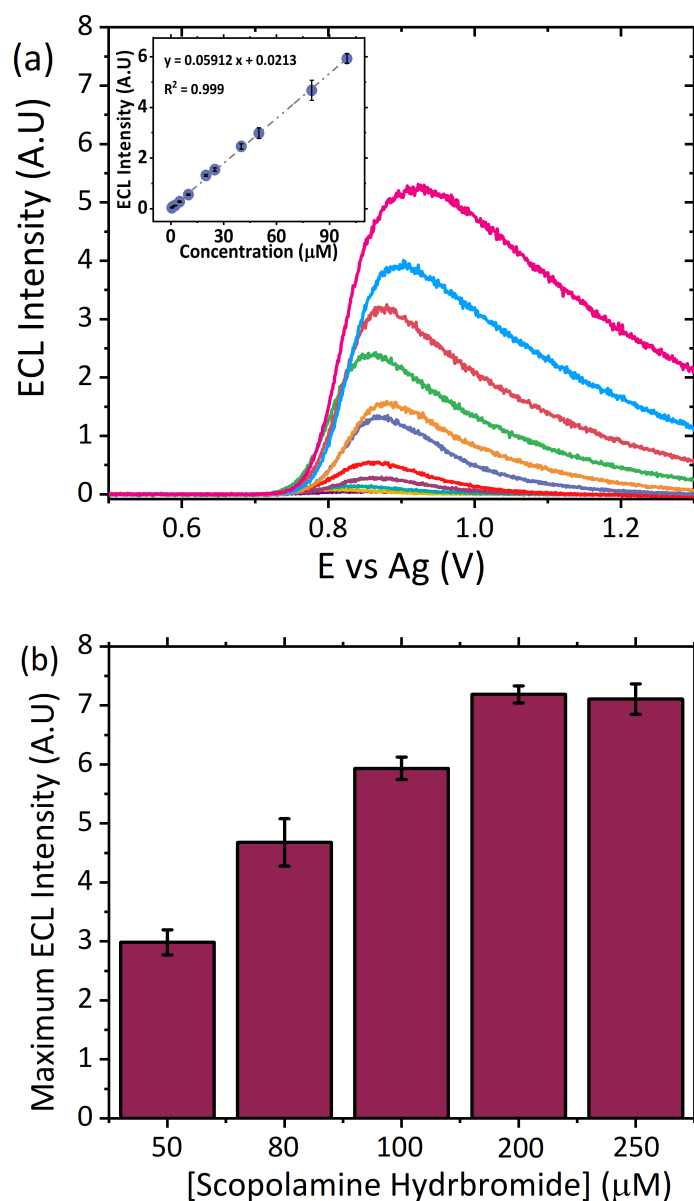 (a)
ECL Intensity (A.U)
8
7
6
5
4
3
2
1
0
0.6 0.8 1.0 1.2
E vs Ag (V)
y = 0.05912 x + 0.0213
R² = 0.999
ECL Intensity (A.U)
6
4
2
0
0 30 60 90
Concentration (μM)
(b)
Maximum ECL Intensity (A.U)
8
7
6
5
4
3
2
1
0
50 80 100 200 250
[Scopolamine Hydrbromide] (μM)